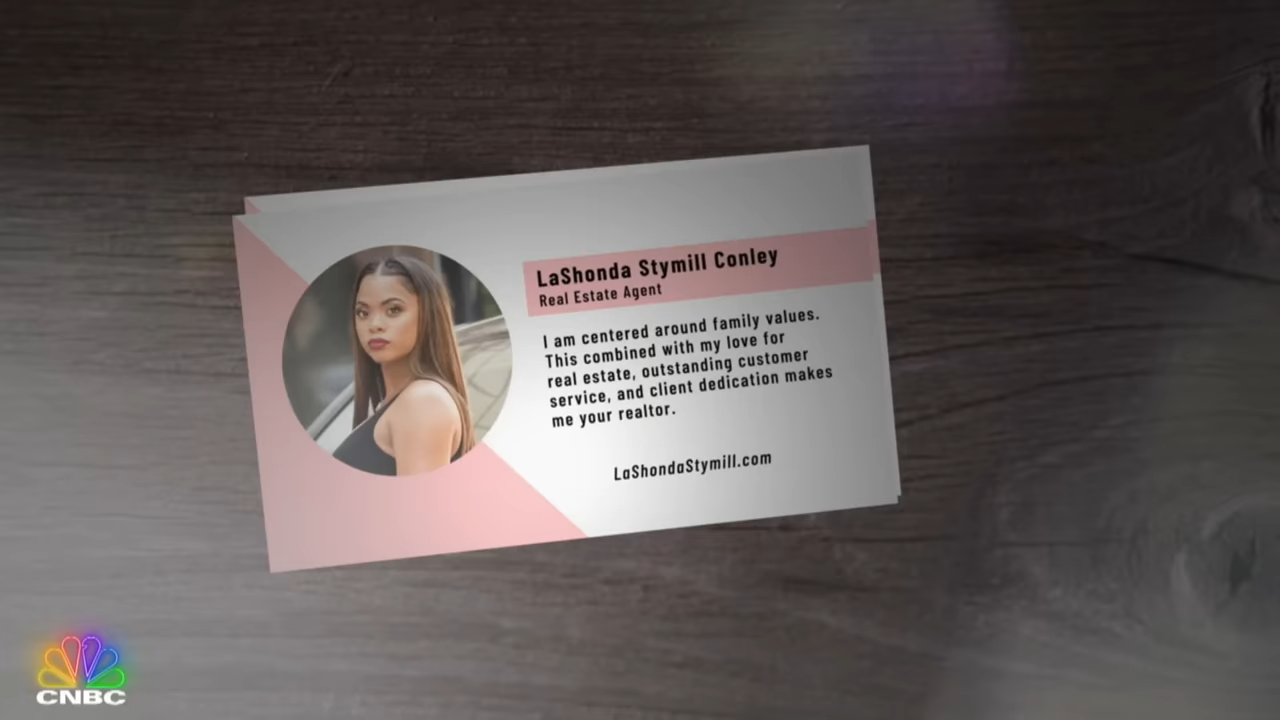 LaShonda Stymill Conley
Real Estate Agent
I am centered around family values.
This combined with my love for
real estate, outstanding customer
service, and client dedication makes
me your realtor.
LaShondaStymill.com
CNBC